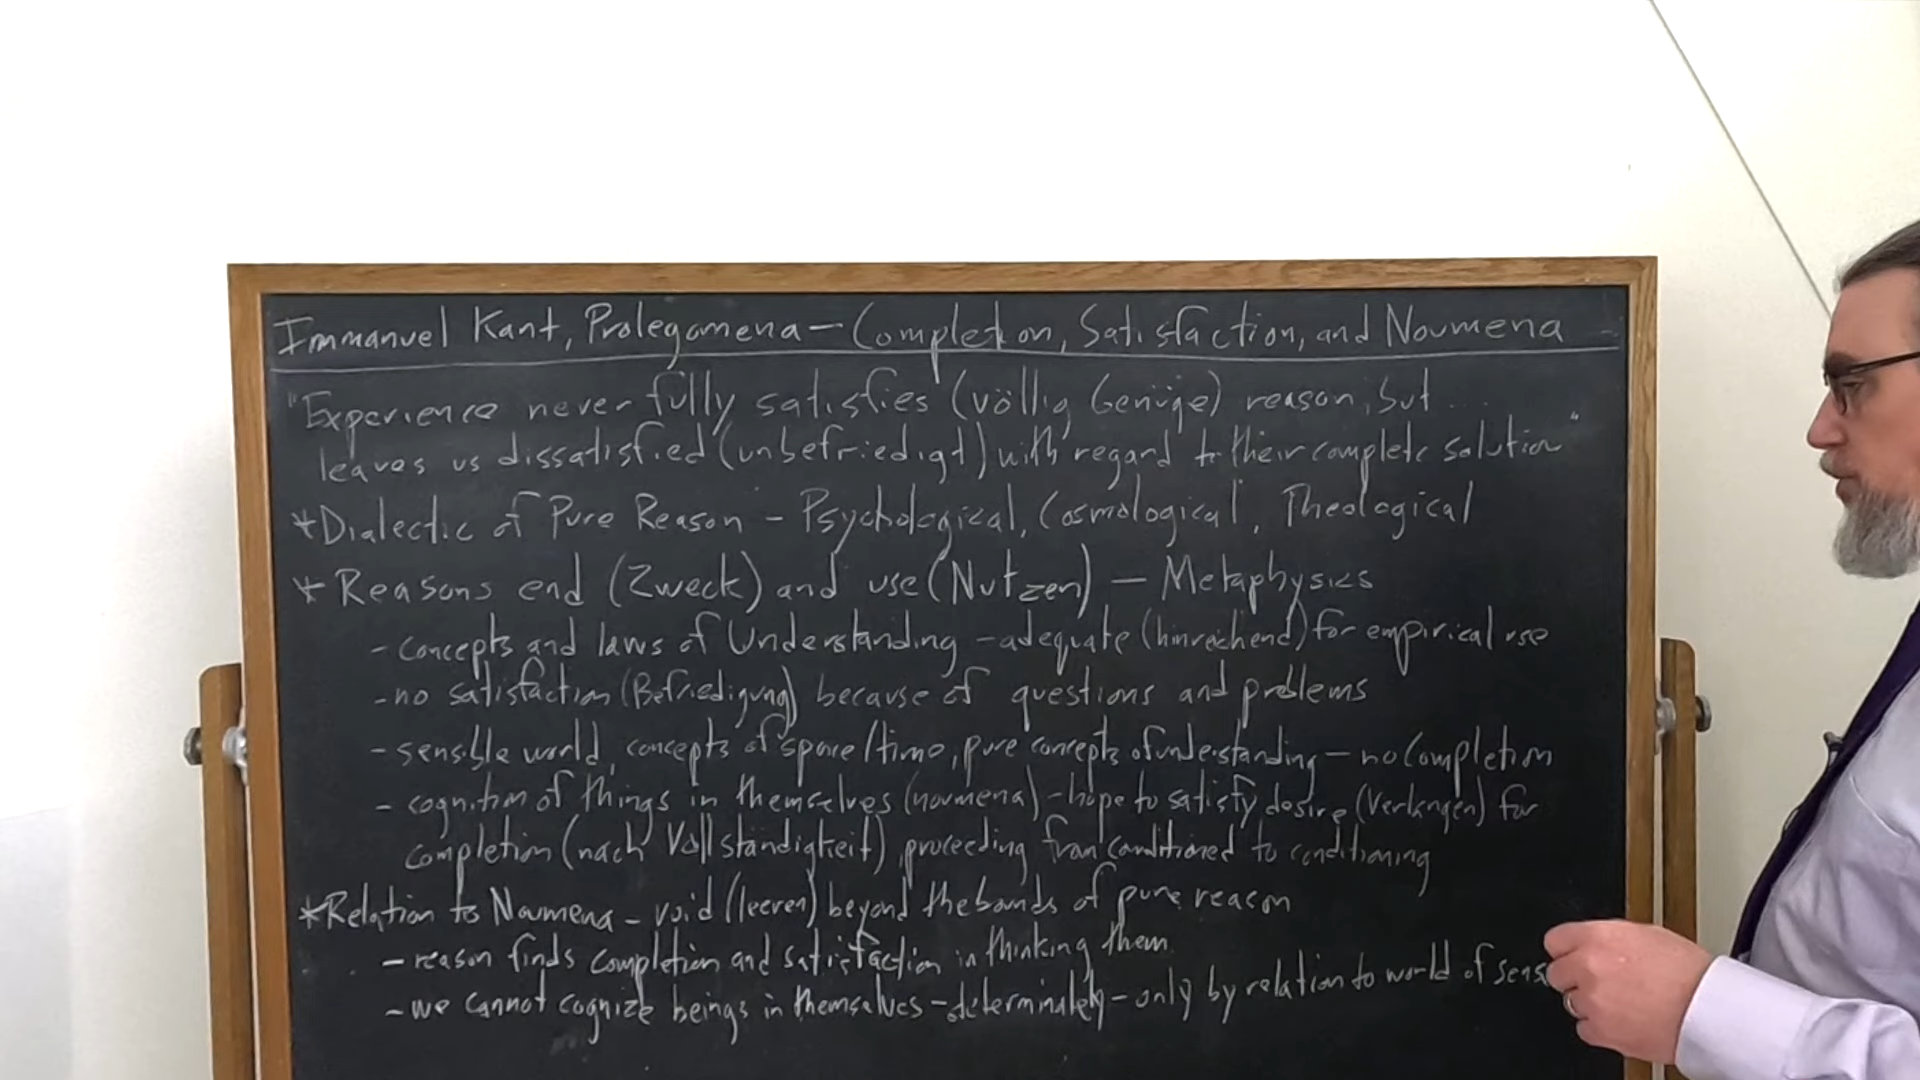 Immanuel Kant, Prolegomena – Completion, Satisfaction, and Noumena
"Experience never fully satisfies (völlig Genüge) reason, but ...
leaves us dissatisfied (unbefriedigt) with regard to their complete solution"
* Dialectic of Pure Reason – Psychological, Cosmological, Theological
* Reasons end (Zweck) and use (Nutzen) – Metaphysics
- concepts and laws of Understanding – adequate (hinreichend) for empirical use
- no satisfaction (Befriedigung) because of questions and problems
- sensible world, concepts of space/time, pure concepts of understanding – no completion
- cognition of things in themselves (noumena) – hope to satisfy desire (Verlangen) for
completion (nach Vollständigkeit), proceeding from conditioned to conditioning
* Relation to Noumena – void (leeren) beyond the bounds of pure reason
- reason finds completion and satisfaction in thinking them
- we cannot cognize beings in themselves – determinately – only by relation to world of sens